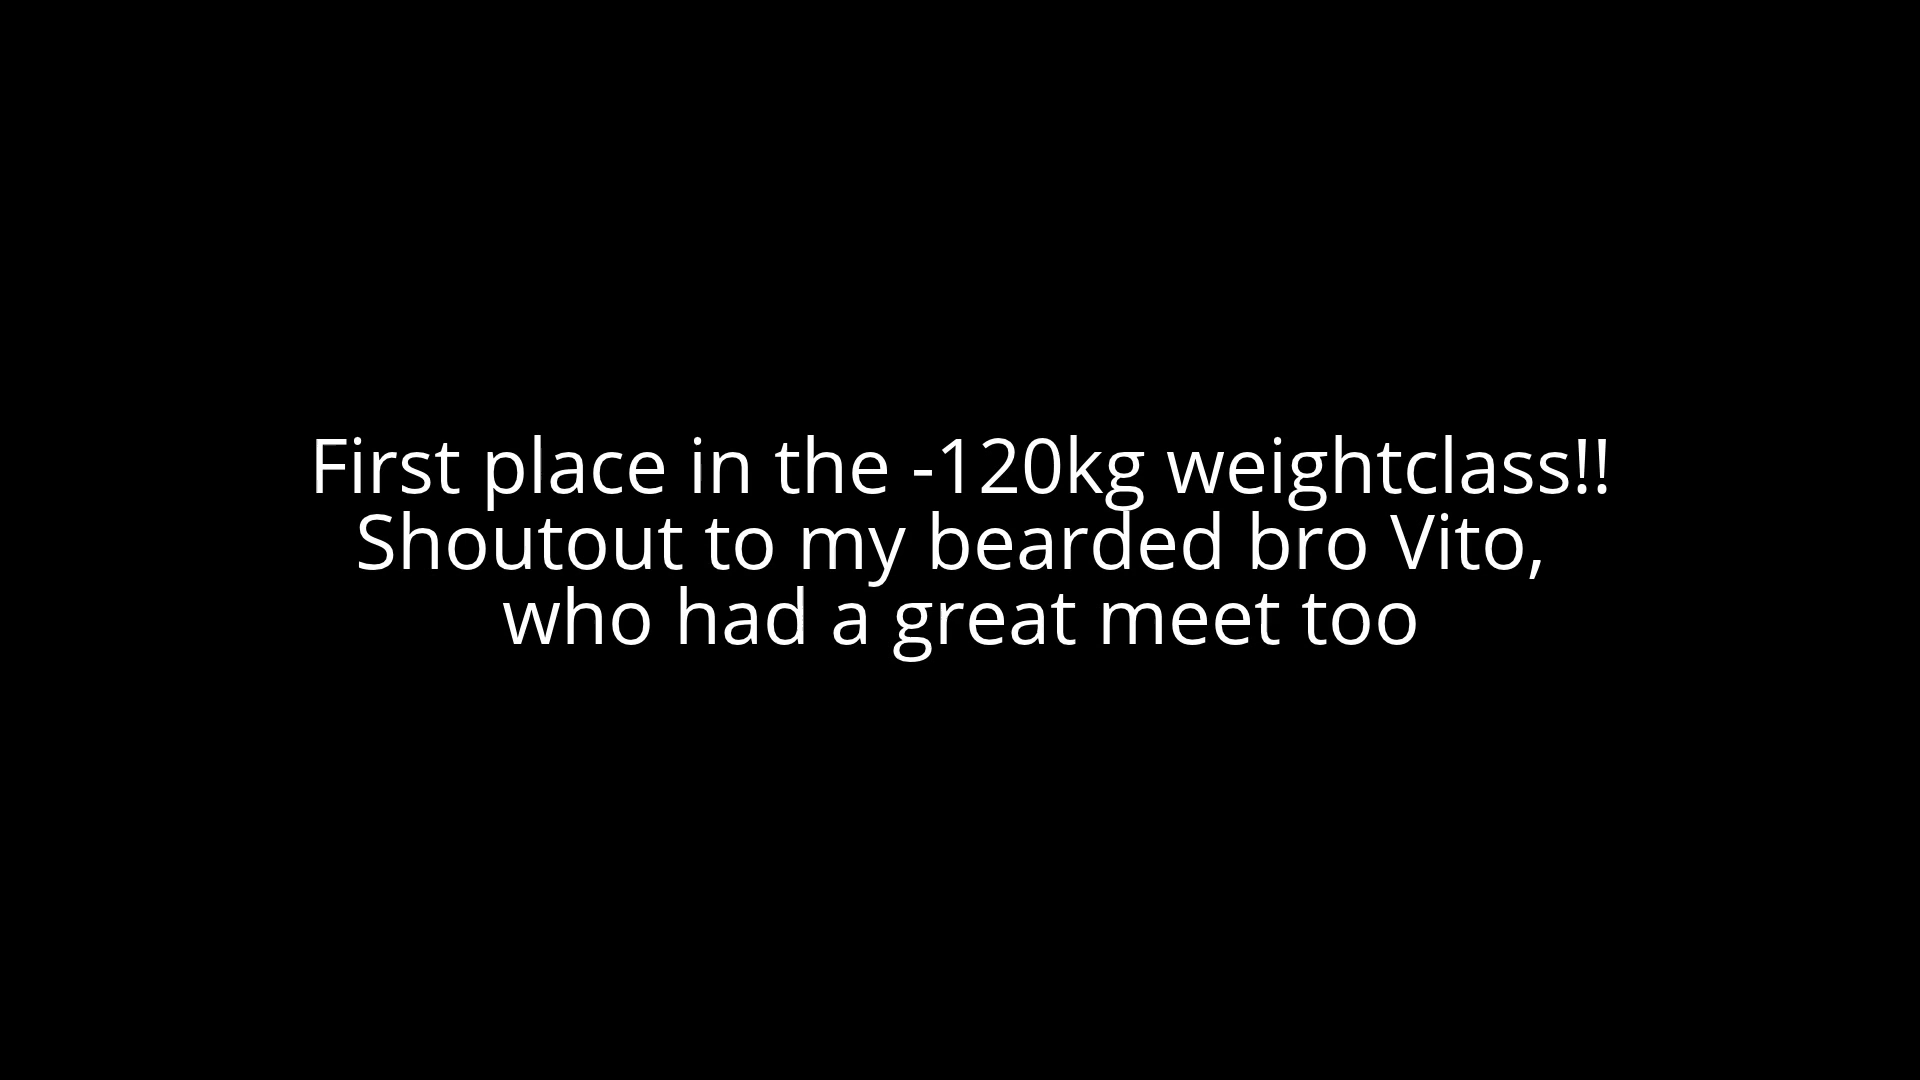 First place in the -120kg weightclass!!
Shoutout to my bearded bro Vito,
who had a great meet too